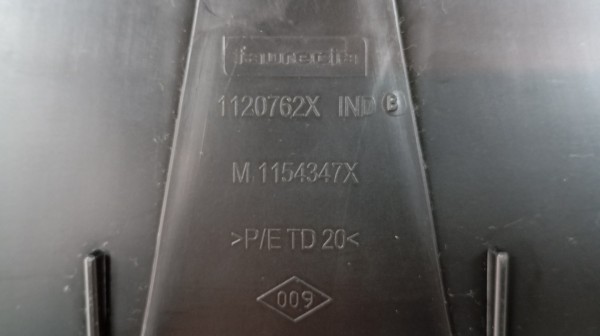 faurecia
1120762X IND B
M.1154347X
>P/E TD 20<
009